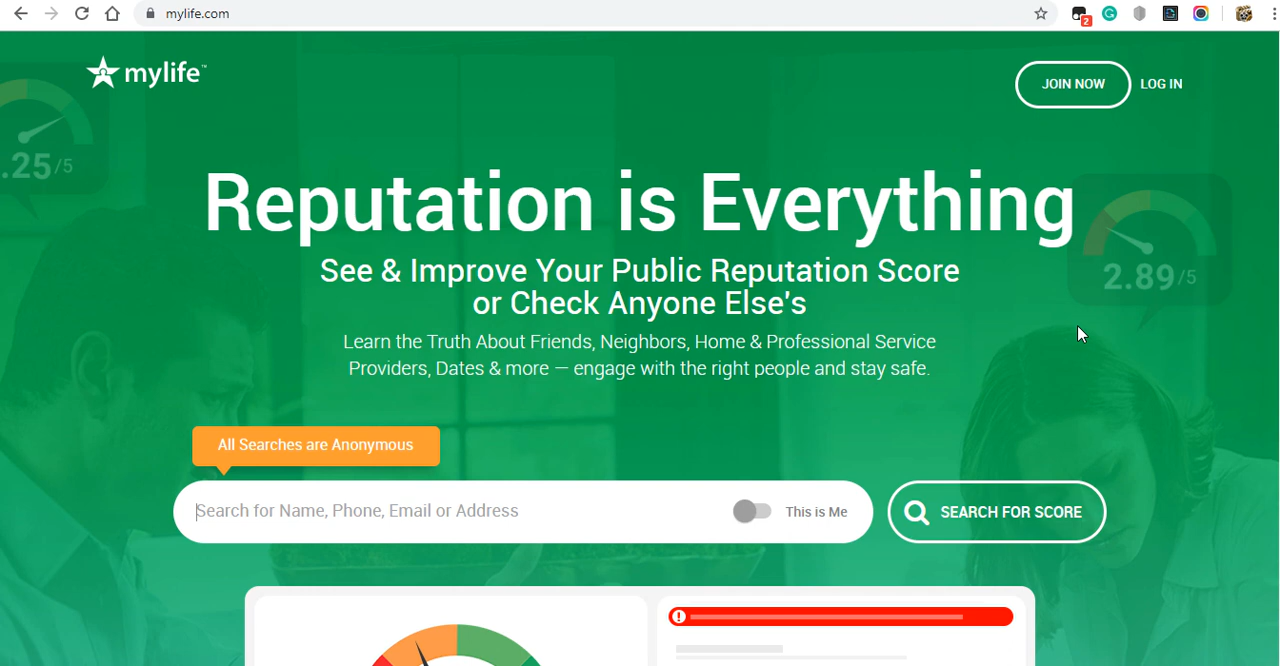 mylife.com
2
mylife™
JOIN NOW
LOG IN
.25/5
Reputation is Everything
See & Improve Your Public Reputation Score
or Check Anyone Else's
2.89/5
Learn the Truth About Friends, Neighbors, Home & Professional Service
Providers, Dates & more — engage with the right people and stay safe.
All Searches are Anonymous
Search for Name, Phone, Email or Address
This is Me
SEARCH FOR SCORE